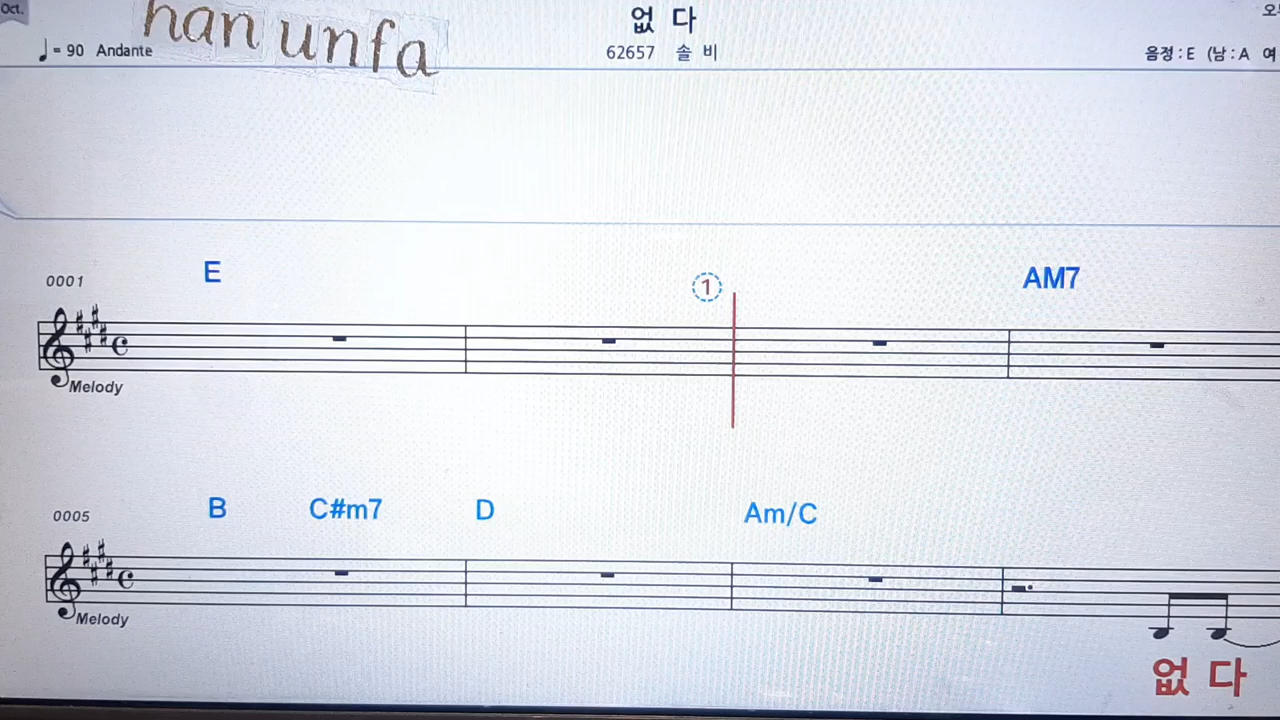 Oct.
han unfa
없 다
♩= 90 Andante
62657 솔 비
음정 : E (남 : A 여
0001
E
1
AM7
Melody
0005
B C#m7 D Am/C
Melody
없 다